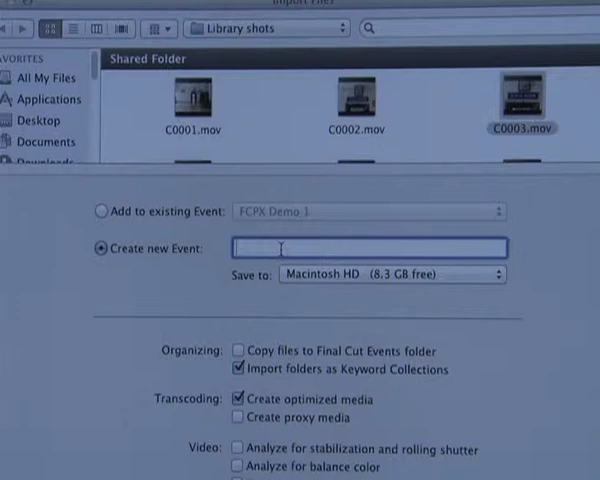 Import Files
Library shots
AVORITES
Shared Folder
All My Files
Applications
Desktop
Documents
Downloads
C0001.mov
C0002.mov
C0003.mov
Add to existing Event: FCPX Demo 1
Create new Event:
Save to: Macintosh HD (8.3 GB free)
Organizing: Copy files to Final Cut Events folder
Import folders as Keyword Collections
Transcoding: Create optimized media
Create proxy media
Video: Analyze for stabilization and rolling shutter
Analyze for balance color